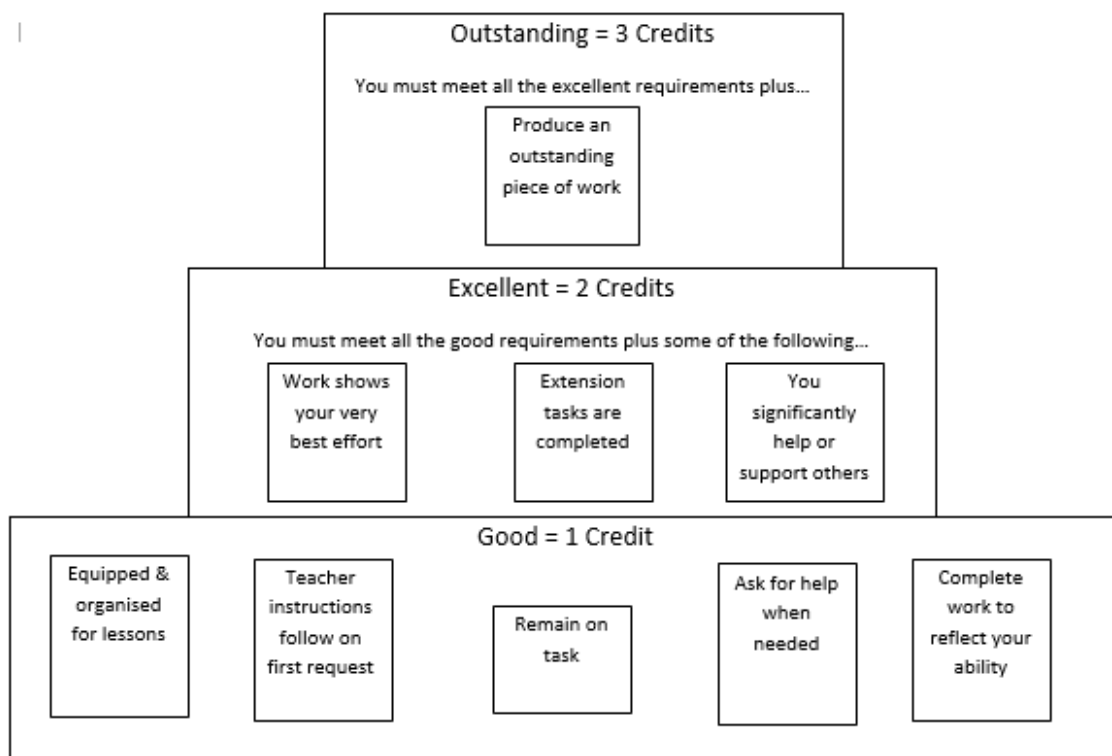 Outstanding = 3 Credits
You must meet all the excellent requirements plus...
Produce an
outstanding
piece of work
Excellent = 2 Credits
You must meet all the good requirements plus some of the following...
Work shows
your very
best effort
Extension
tasks are
completed
You
significantly
help or
support others
Good = 1 Credit
Equipped &
organised
for lessons
Teacher
instructions
follow on
first request
Remain on
task
Ask for help
when
needed
Complete
work to
reflect your
ability